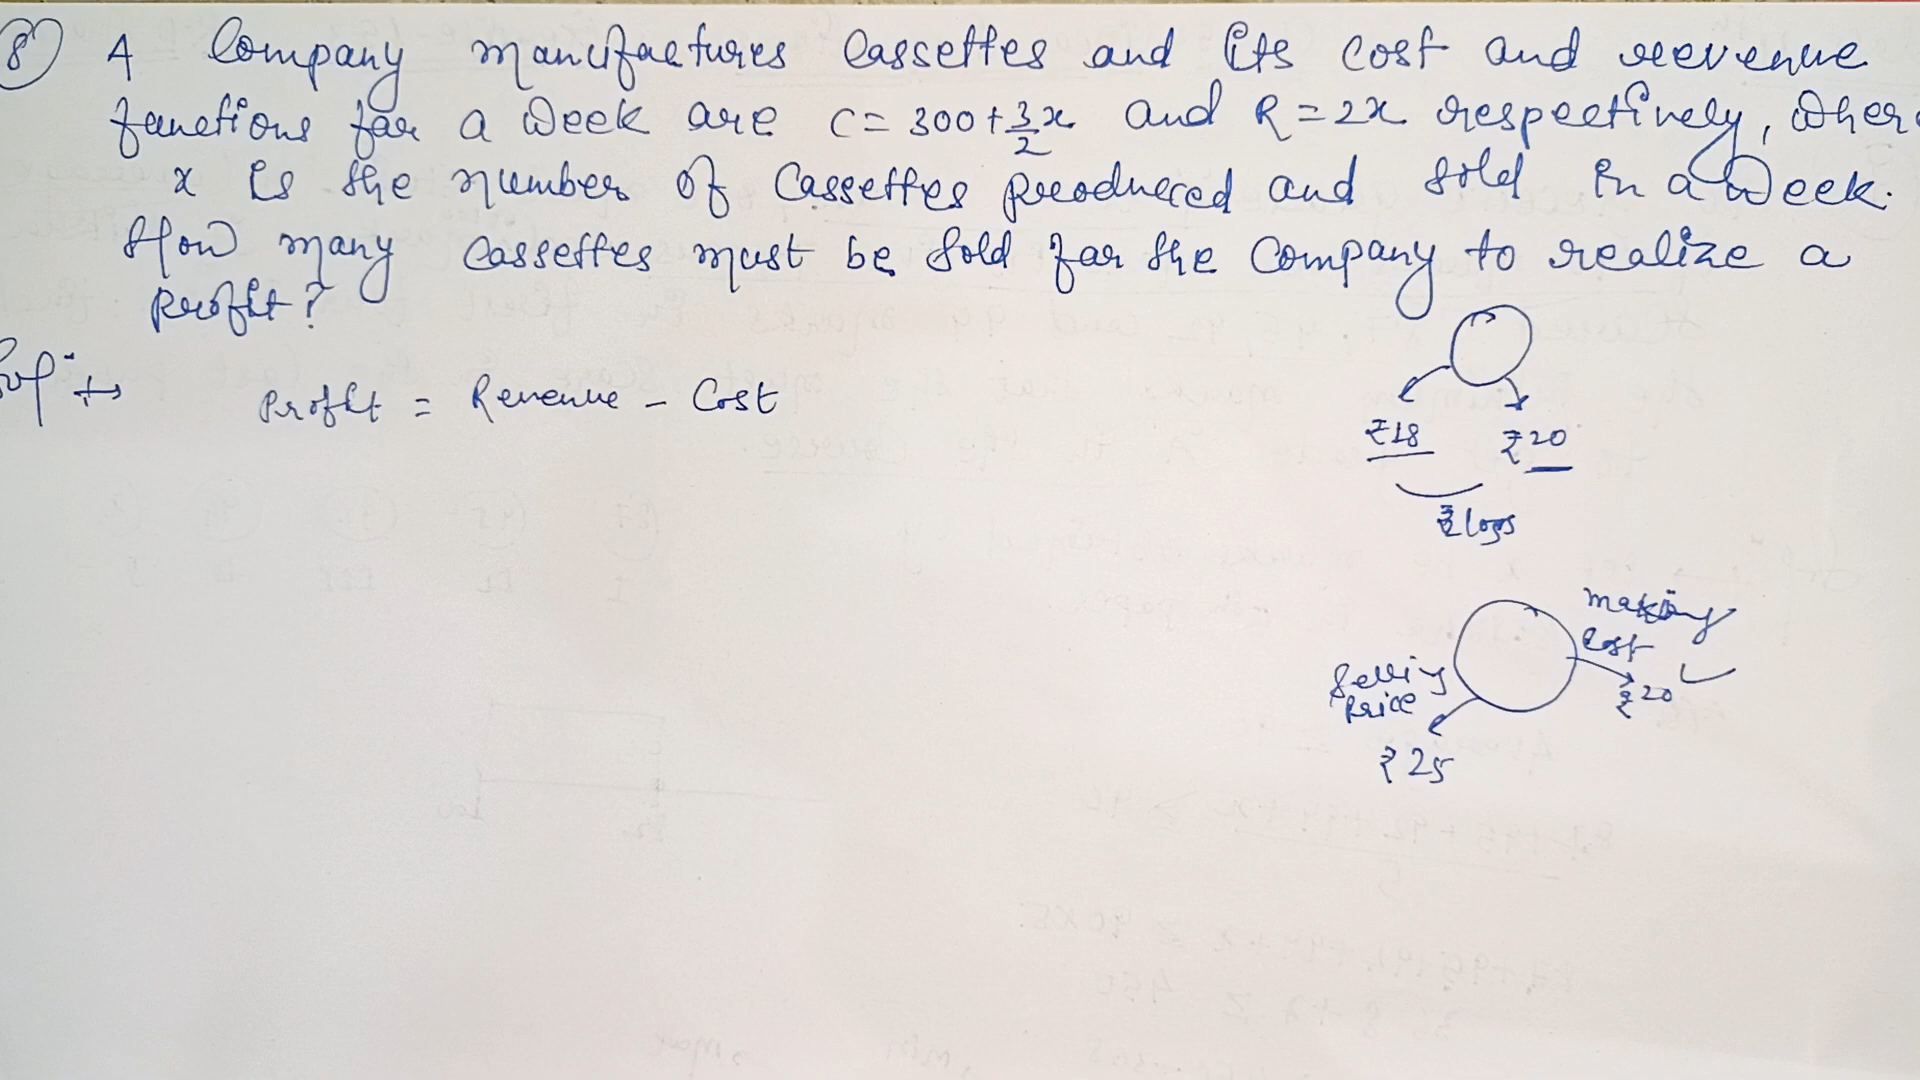 8 A Company manufactures Cassettes and its cost and revenue
functions for a week are C = 300 + 3/2 x and R = 2x respectively, wher
x is the number of Cassettes produced and sold in a week.
How many cassettes must be sold for the Company to realize a
Profit?
Profit = Revenue - Cost
₹18 ₹20
loss
making
cost
₹20
Selling
Price
₹25